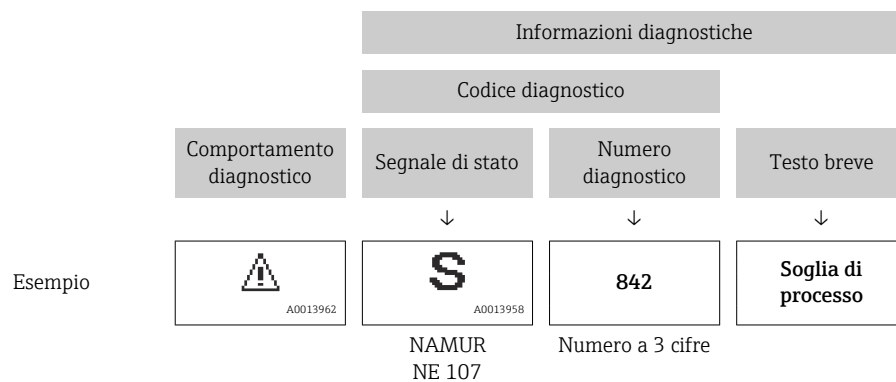 Informazioni diagnostiche
Codice diagnostico
Comportamento
diagnostico
Segnale di stato
Numero
diagnostico
Testo breve
↓ ↓ ↓
Esempio
A0013962
S
A0013958
842
Soglia di
processo
NAMUR
NE 107
Numero a 3 cifre